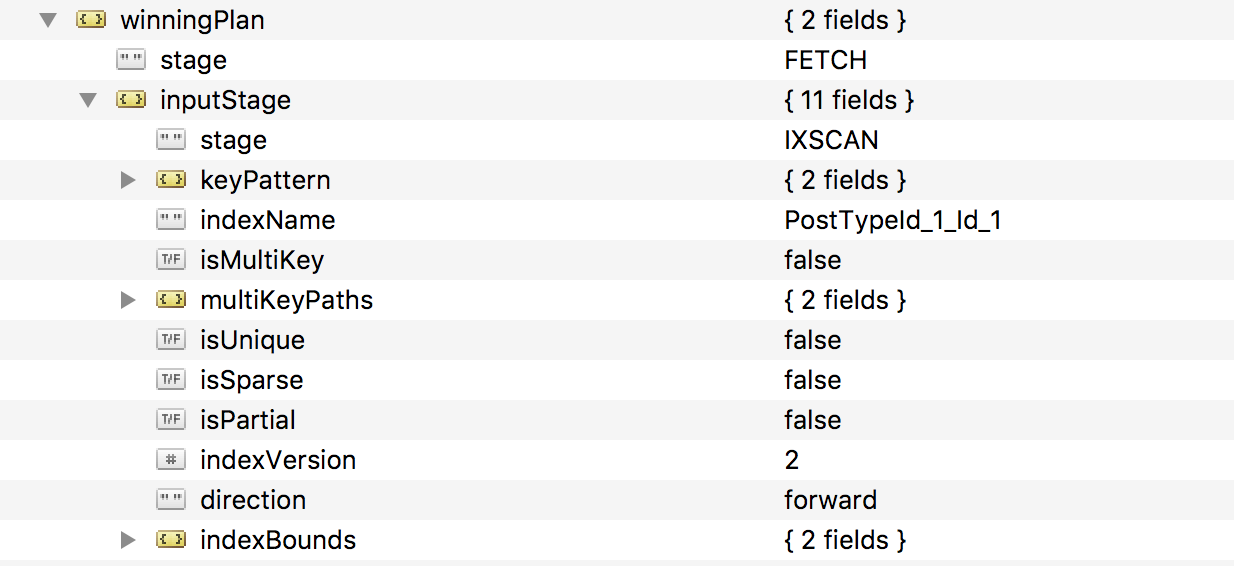 winningPlan { 2 fields }
stage FETCH
inputStage { 11 fields }
stage IXSCAN
keyPattern { 2 fields }
indexName PostTypeId_1_Id_1
T/F isMultiKey false
multiKeyPaths { 2 fields }
T/F isUnique false
T/F isSparse false
T/F isPartial false
# indexVersion 2
direction forward
indexBounds { 2 fields }